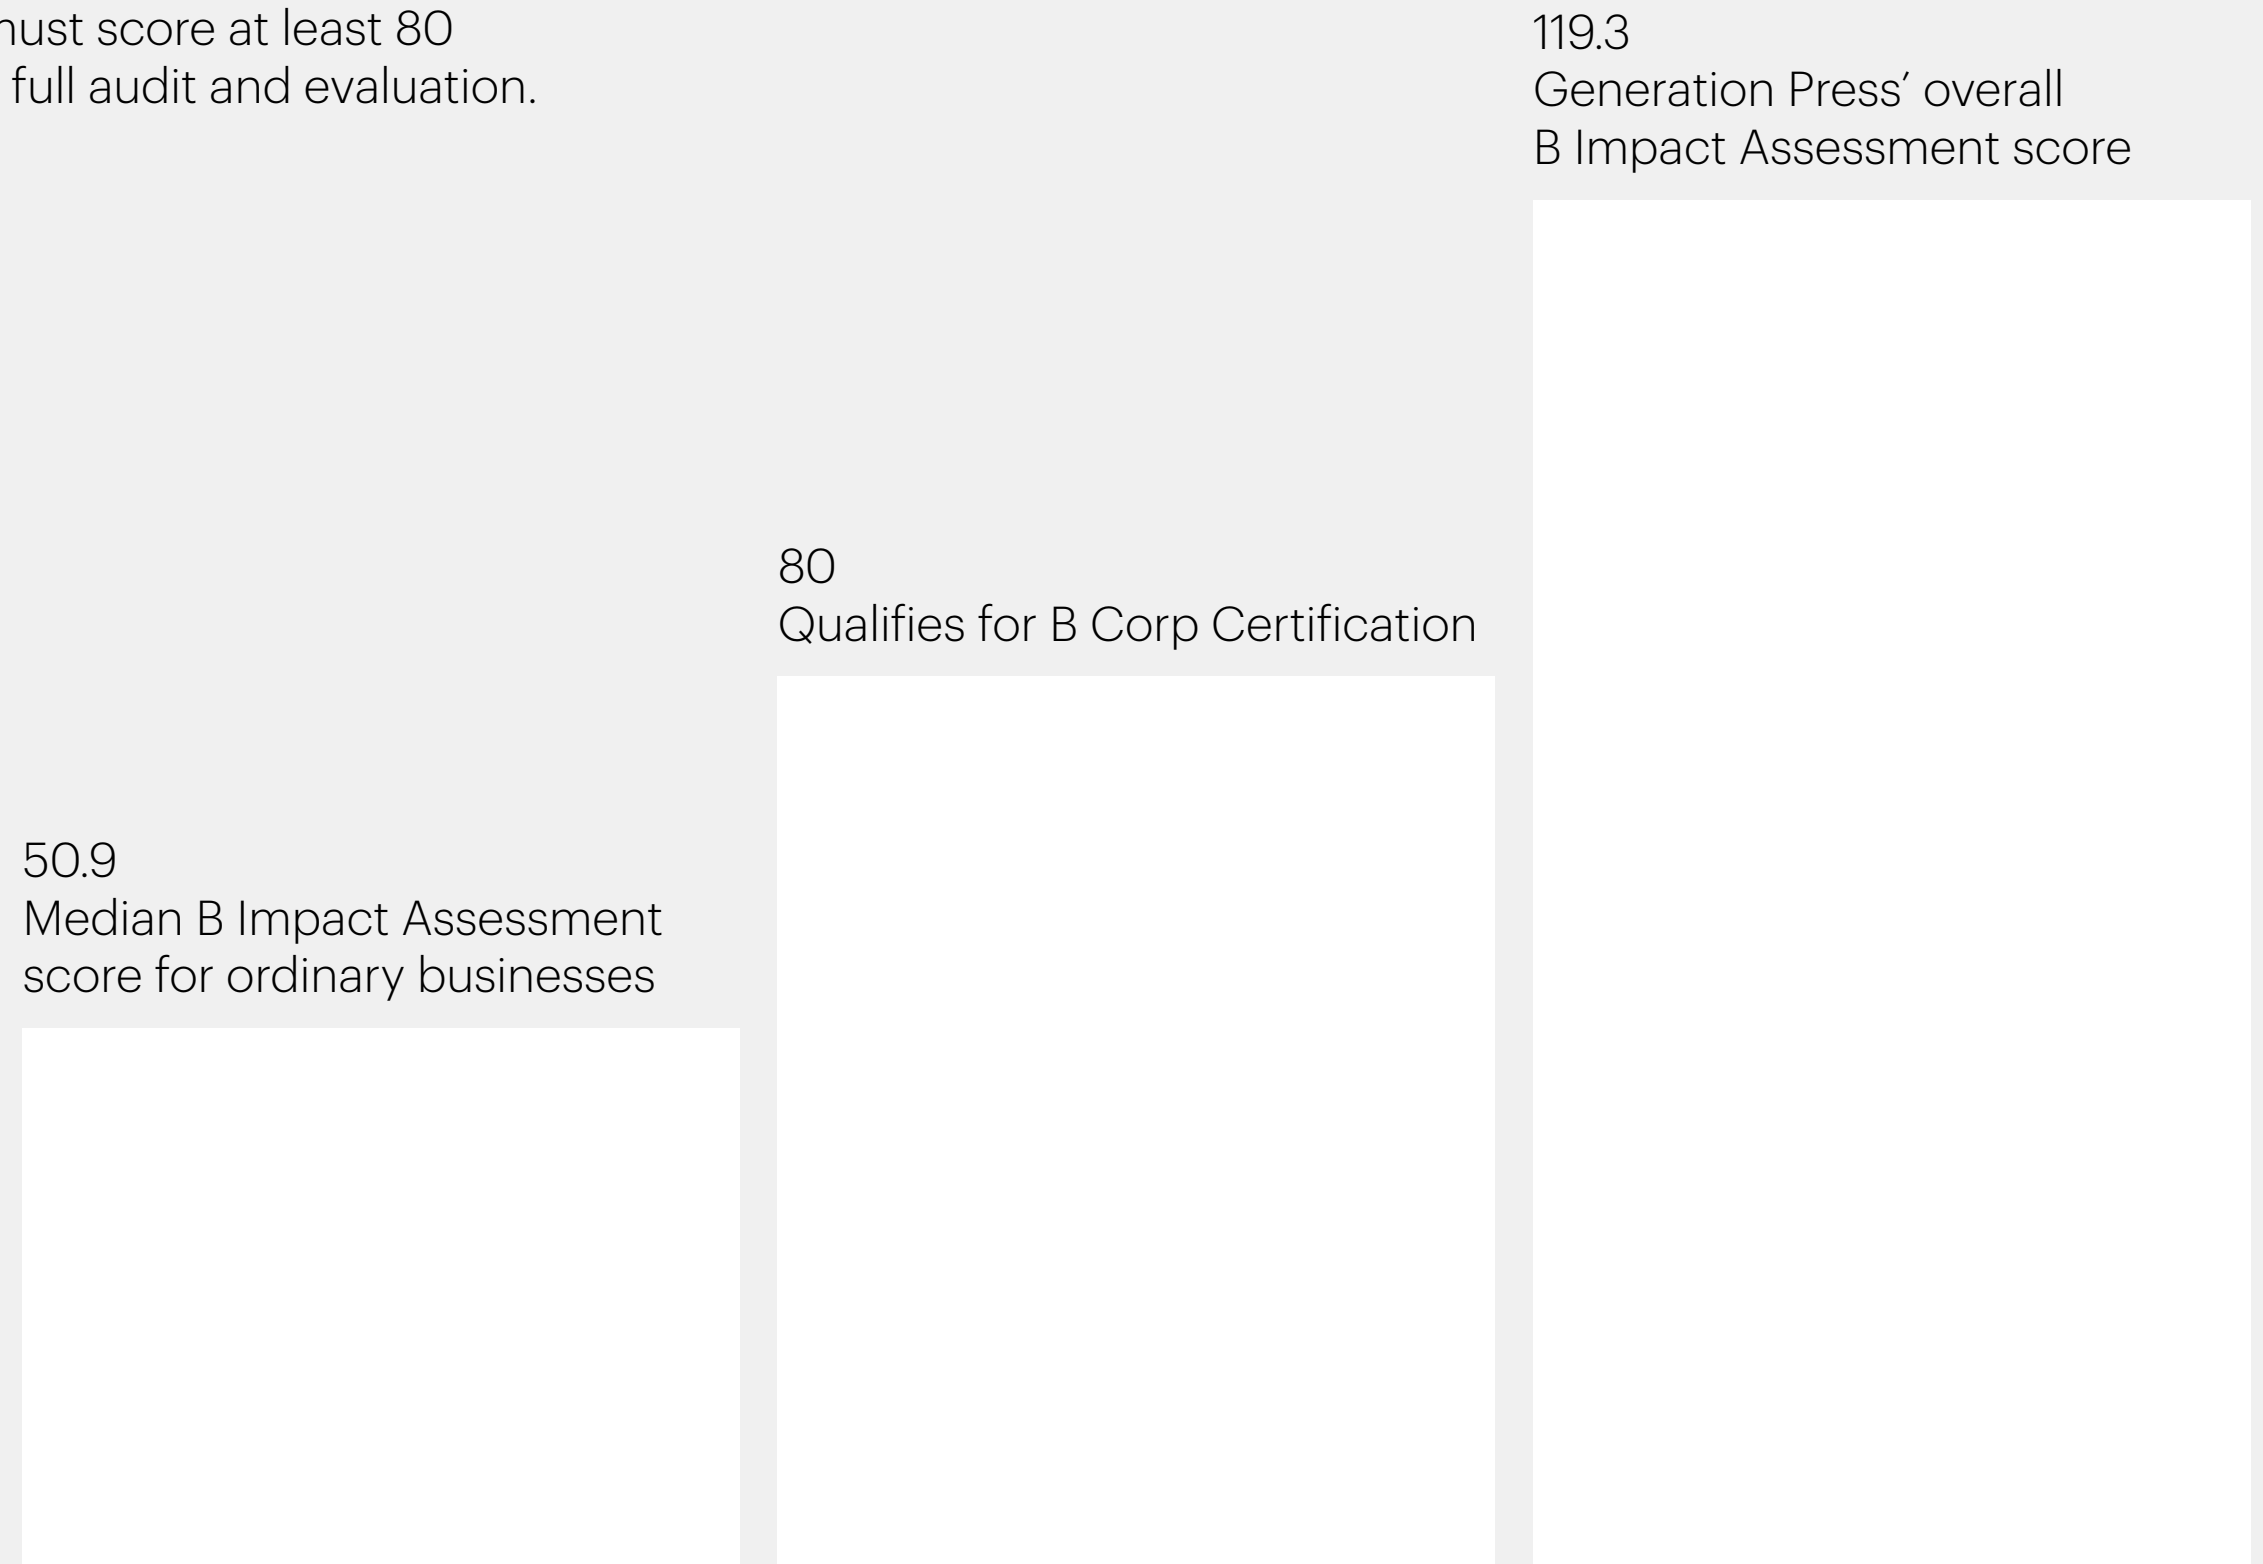 must score at least 80
full audit and evaluation.
119.3
Generation Press’ overall
B Impact Assessment score
80
Qualifies for B Corp Certification
50.9
Median B Impact Assessment
score for ordinary businesses